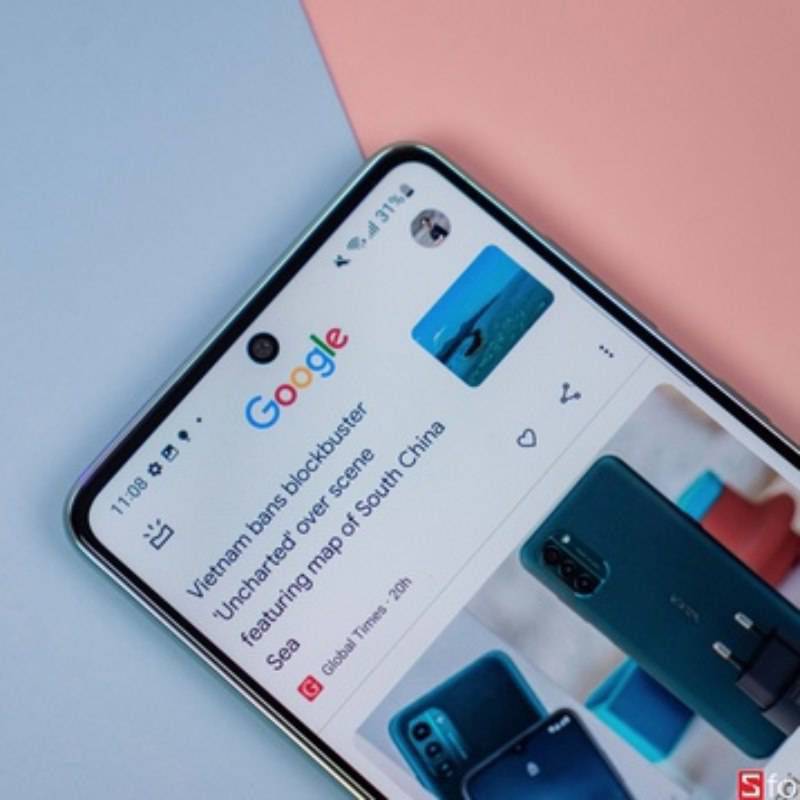 11:08
31%
Google
Vietnam bans blockbuster
'Uncharted' over scene
featuring map of South China
Sea
Global Times · 20h
NOKIA
S fo